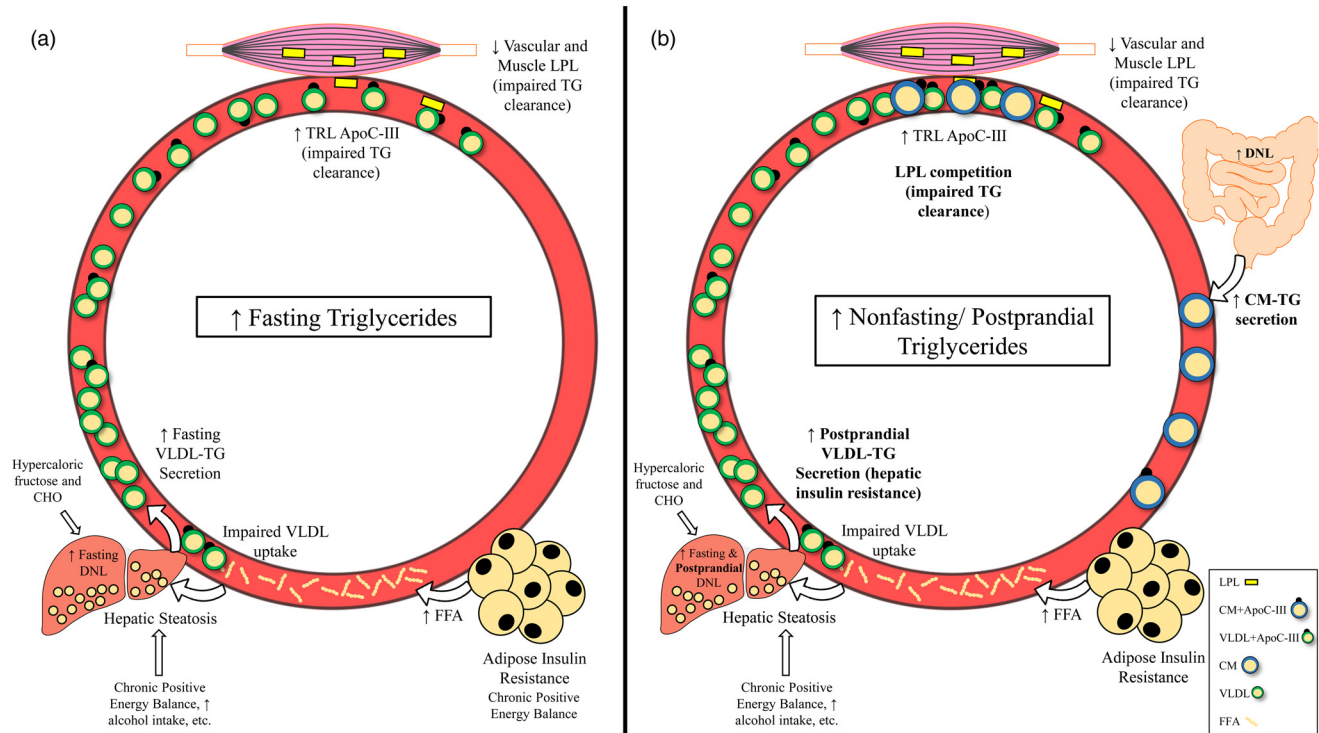 (a)
↓ Vascular and
Muscle LPL
(impaired TG
clearance)
↑ TRL ApoC-III
(impaired TG
clearance)
↑ Fasting Triglycerides
↑ Fasting
VLDL-TG
Secretion
Hypercaloric
fructose and
CHO
Impaired VLDL
uptake
↑ Fasting
DNL
Hepatic Steatosis
↑ FFA
Adipose Insulin
Resistance
Chronic Positive
Energy Balance
Chronic Positive
Energy Balance, ↑
alcohol intake, etc.
(b)
↓ Vascular and
Muscle LPL
(impaired TG
clearance)
↑ TRL ApoC-III
LPL competition
(impaired TG
clearance)
↑ DNL
↑ CM-TG
secretion
↑ Nonfasting/ Postprandial
Triglycerides
↑ Postprandial
VLDL-TG
Secretion (hepatic
insulin resistance)
Hypercaloric
fructose and
CHO
Impaired VLDL
uptake
↑ Fasting &
Postprandial
DNL
Hepatic Steatosis
↑ FFA
Adipose Insulin
Resistance
Chronic Positive
Energy Balance, ↑
alcohol intake, etc.
LPL
CM+ApoC-III
VLDL+ApoC-III
CM
VLDL
FFA